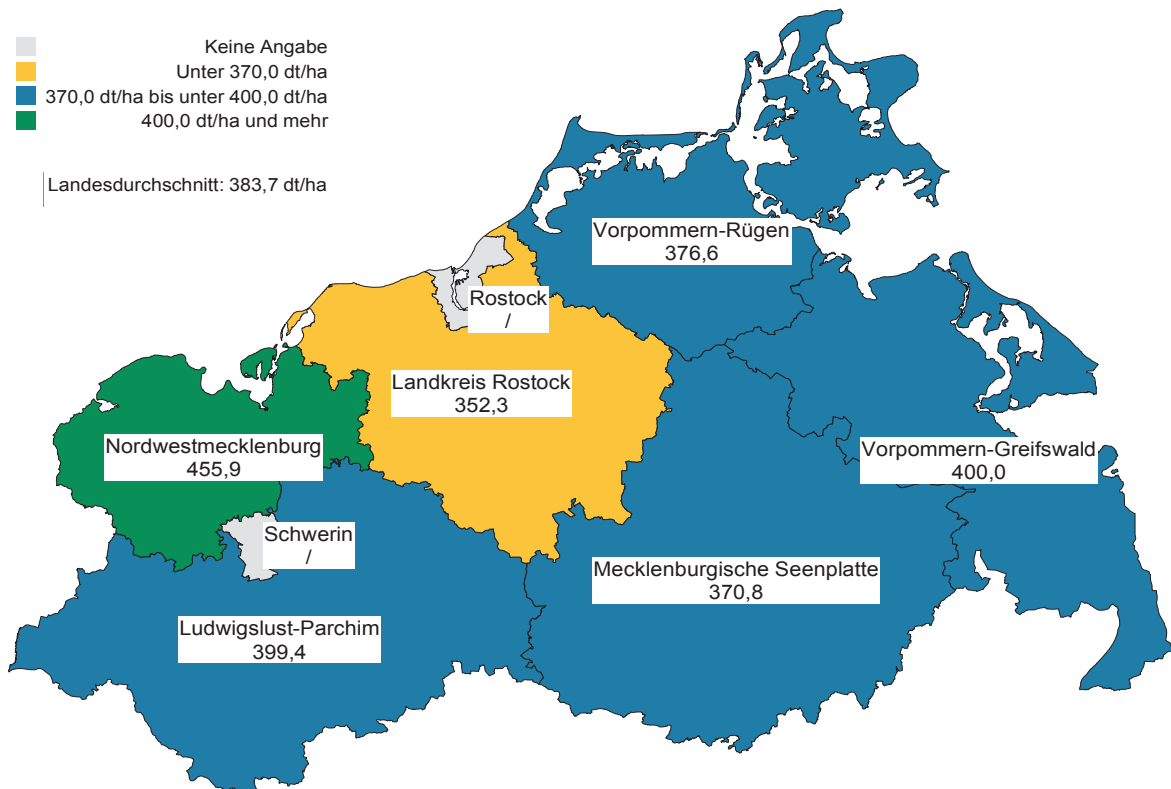 Keine Angabe
Unter 370,0 dt/ha
370,0 dt/ha bis unter 400,0 dt/ha
400,0 dt/ha und mehr
Landesdurchschnitt: 383,7 dt/ha
Vorpommern-Rügen
376,6
Rostock
/
Landkreis Rostock
352,3
Nordwestmecklenburg
455,9
Vorpommern-Greifswald
400,0
Schwerin
/
Mecklenburgische Seenplatte
370,8
Ludwigslust-Parchim
399,4